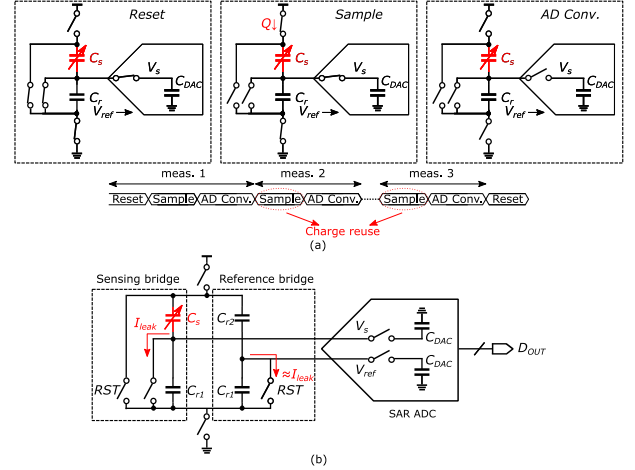 Reset
Sample
AD Conv.
Q↓
Cs
Vs
CDAC
Cr
Vref
Cs
Vs
CDAC
Cr
Vref
Cs
Vs
CDAC
Cr
Vref
meas. 1
meas. 2
meas. 3
Reset Sample AD Conv. Sample AD Conv. Sample AD Conv. Reset
Charge reuse
(a)
Sensing bridge
Reference bridge
Ileak
Cs
Cr2
Vs
CDAC
≈Ileak
Vref
CDAC
DOUT
RST
Cr1
Cr1
RST
SAR ADC
(b)